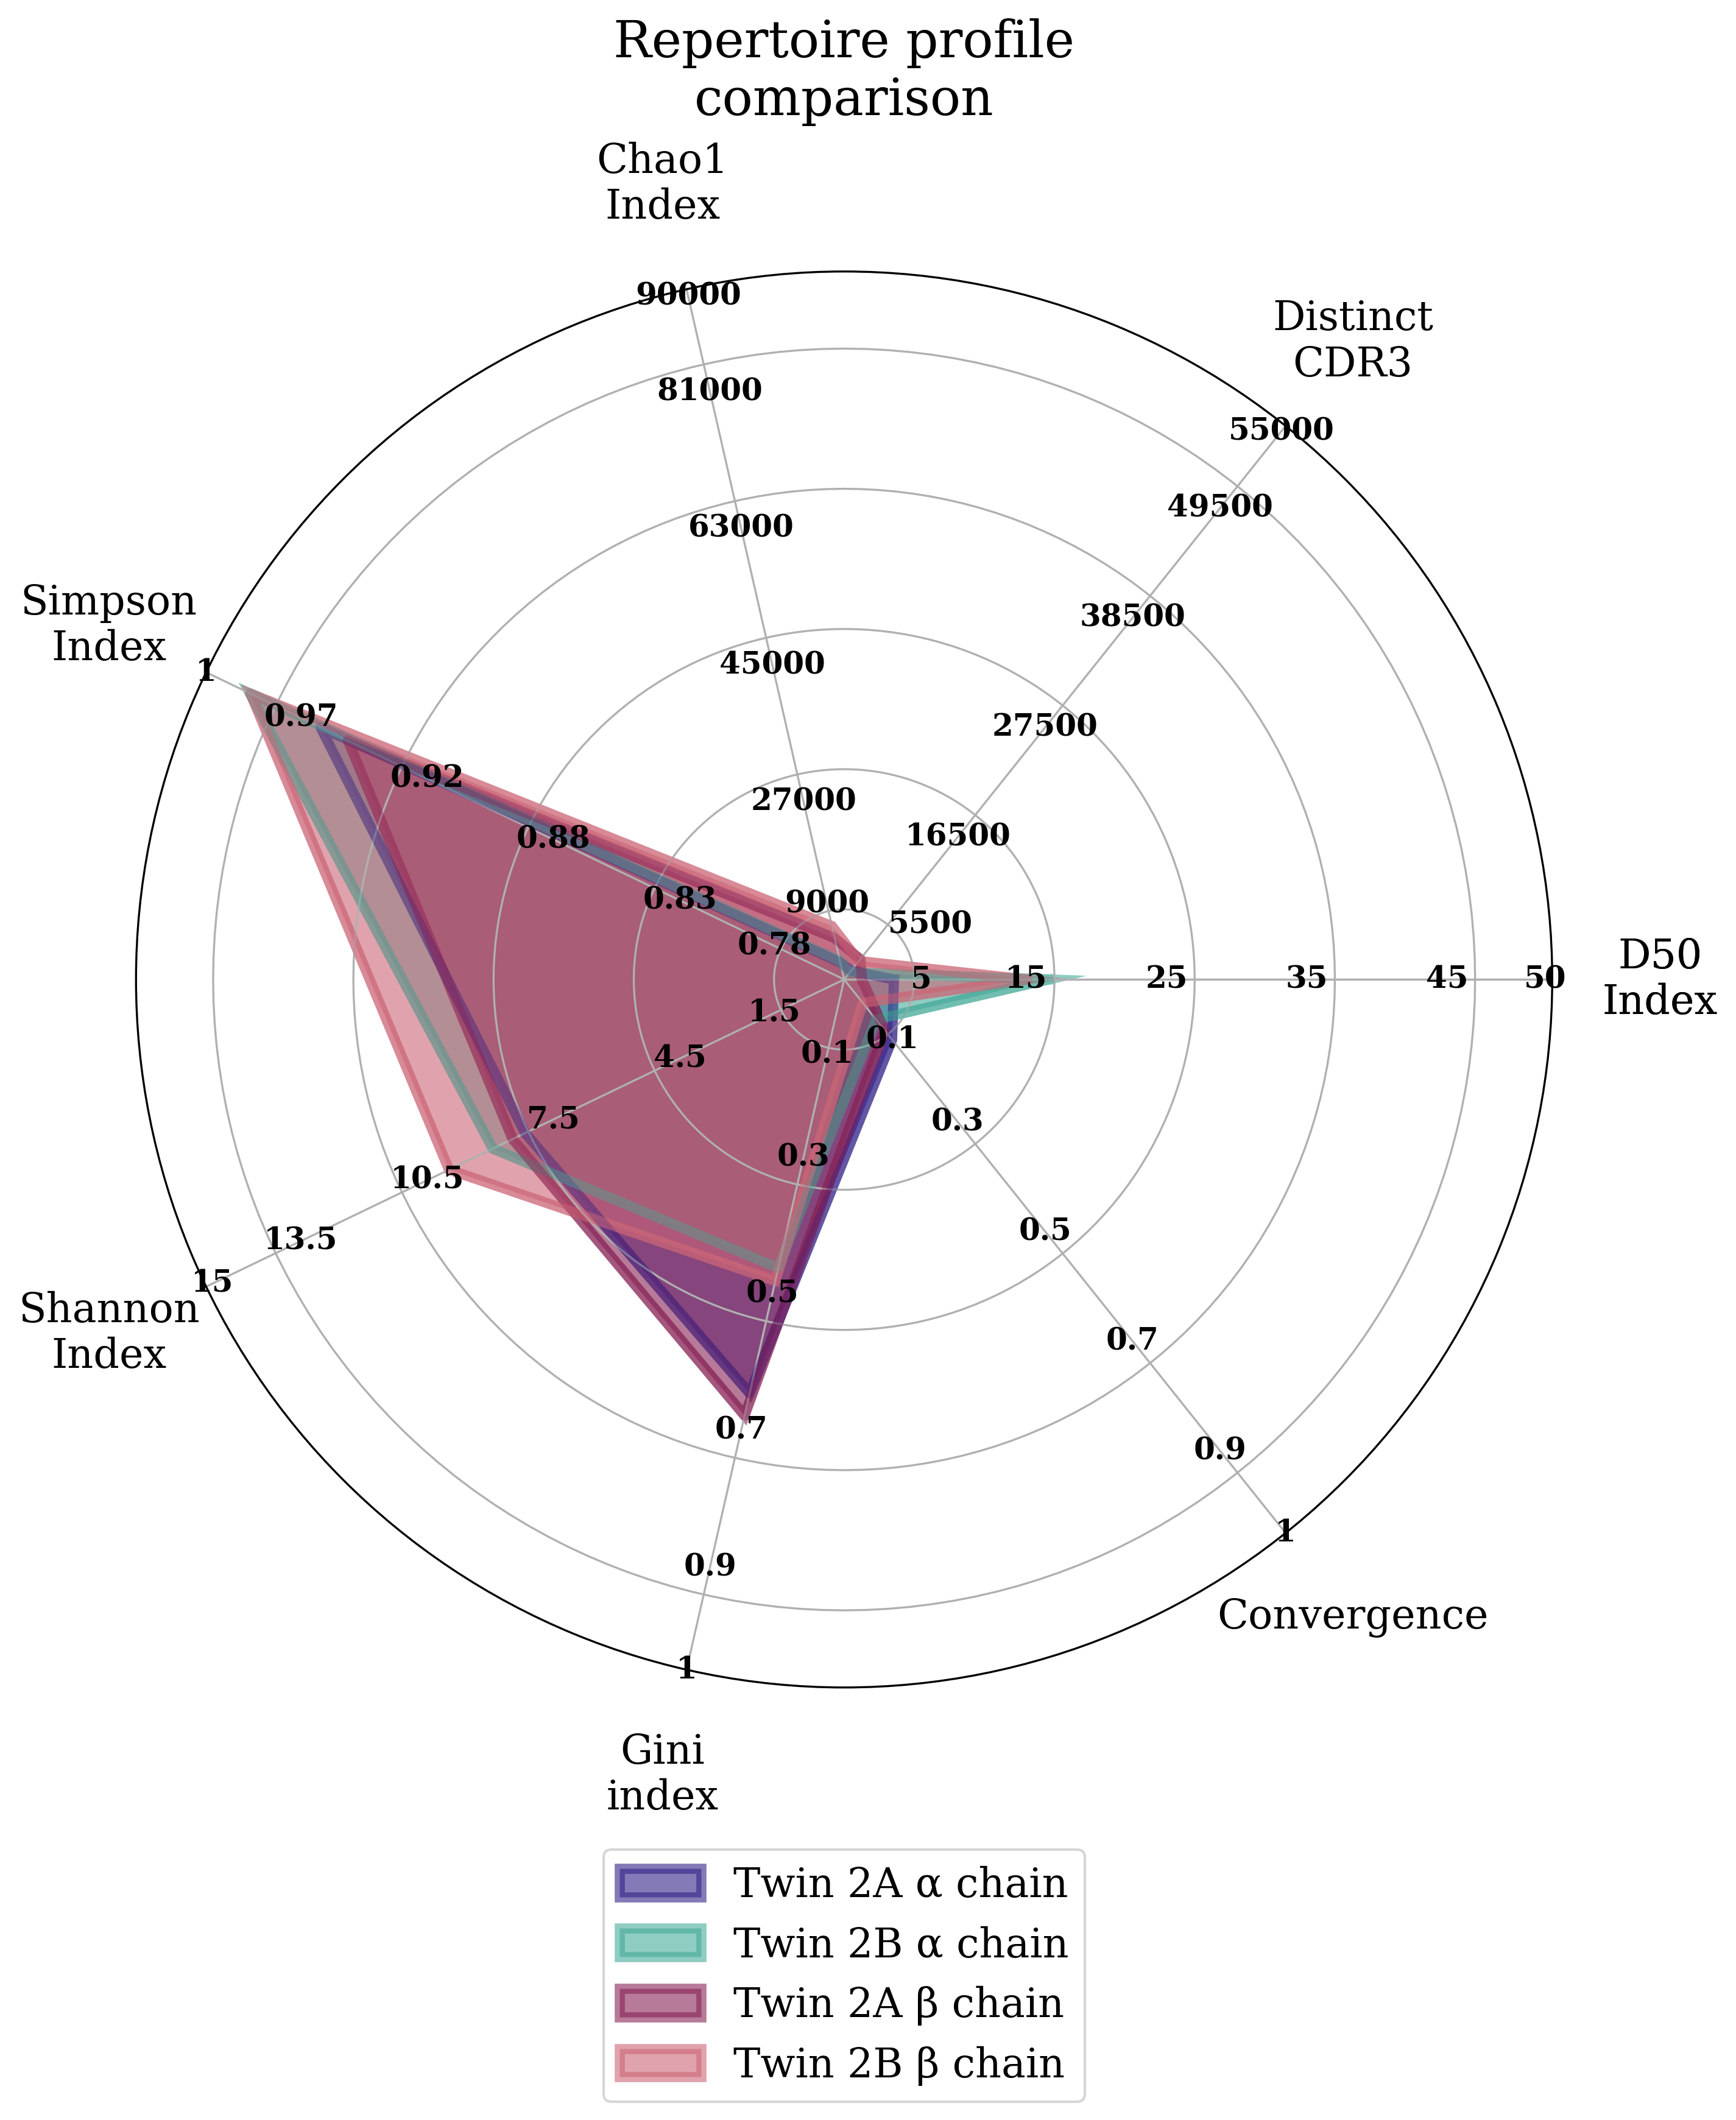 Repertoire profile
comparison
Chao1
Index
90000
81000
63000
45000
27000
9000
Distinct
CDR3
55000
49500
38500
27500
16500
5500
D50
Index
5
15
25
35
45
50
Simpson
Index
1
0.97
0.92
0.88
0.83
0.78
Shannon
Index
1.5
4.5
7.5
10.5
13.5
15
Gini
index
0.1
0.3
0.5
0.7
0.9
1
Convergence
0.1
0.3
0.5
0.7
0.9
1
Twin 2A α chain
Twin 2B α chain
Twin 2A β chain
Twin 2B β chain